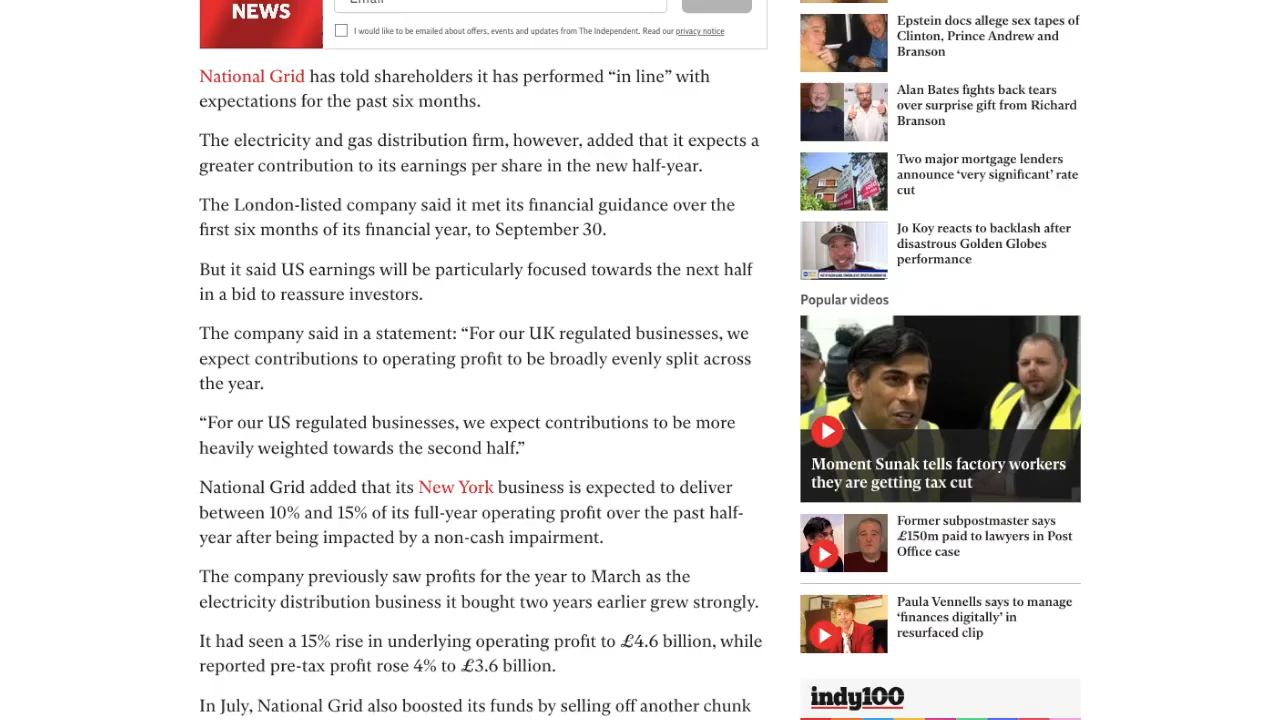 NEWS
I would like to be emailed about offers, events and updates from The Independent. Read our privacy notice
National Grid has told shareholders it has performed “in line” with
expectations for the past six months.
The electricity and gas distribution firm, however, added that it expects a
greater contribution to its earnings per share in the new half-year.
The London-listed company said it met its financial guidance over the
first six months of its financial year, to September 30.
But it said US earnings will be particularly focused towards the next half
in a bid to reassure investors.
The company said in a statement: “For our UK regulated businesses, we
expect contributions to operating profit to be broadly evenly split across
the year.
“For our US regulated businesses, we expect contributions to be more
heavily weighted towards the second half.”
National Grid added that its New York business is expected to deliver
between 10% and 15% of its full-year operating profit over the past half-
year after being impacted by a non-cash impairment.
The company previously saw profits for the year to March as the
electricity distribution business it bought two years earlier grew strongly.
It had seen a 15% rise in underlying operating profit to £4.6 billion, while
reported pre-tax profit rose 4% to £3.6 billion.
In July, National Grid also boosted its funds by selling off another chunk
Epstein docs allege sex tapes of
Clinton, Prince Andrew and
Branson
Alan Bates fights back tears
over surprise gift from Richard
Branson
Two major mortgage lenders
announce ‘very significant’ rate
cut
Jo Koy reacts to backlash after
disastrous Golden Globes
performance
Popular videos
Moment Sunak tells factory workers
they are getting tax cut
Former subpostmaster says
£150m paid to lawyers in Post
Office case
Paula Vennells says to manage
‘finances digitally’ in
resurfaced clip
indy100